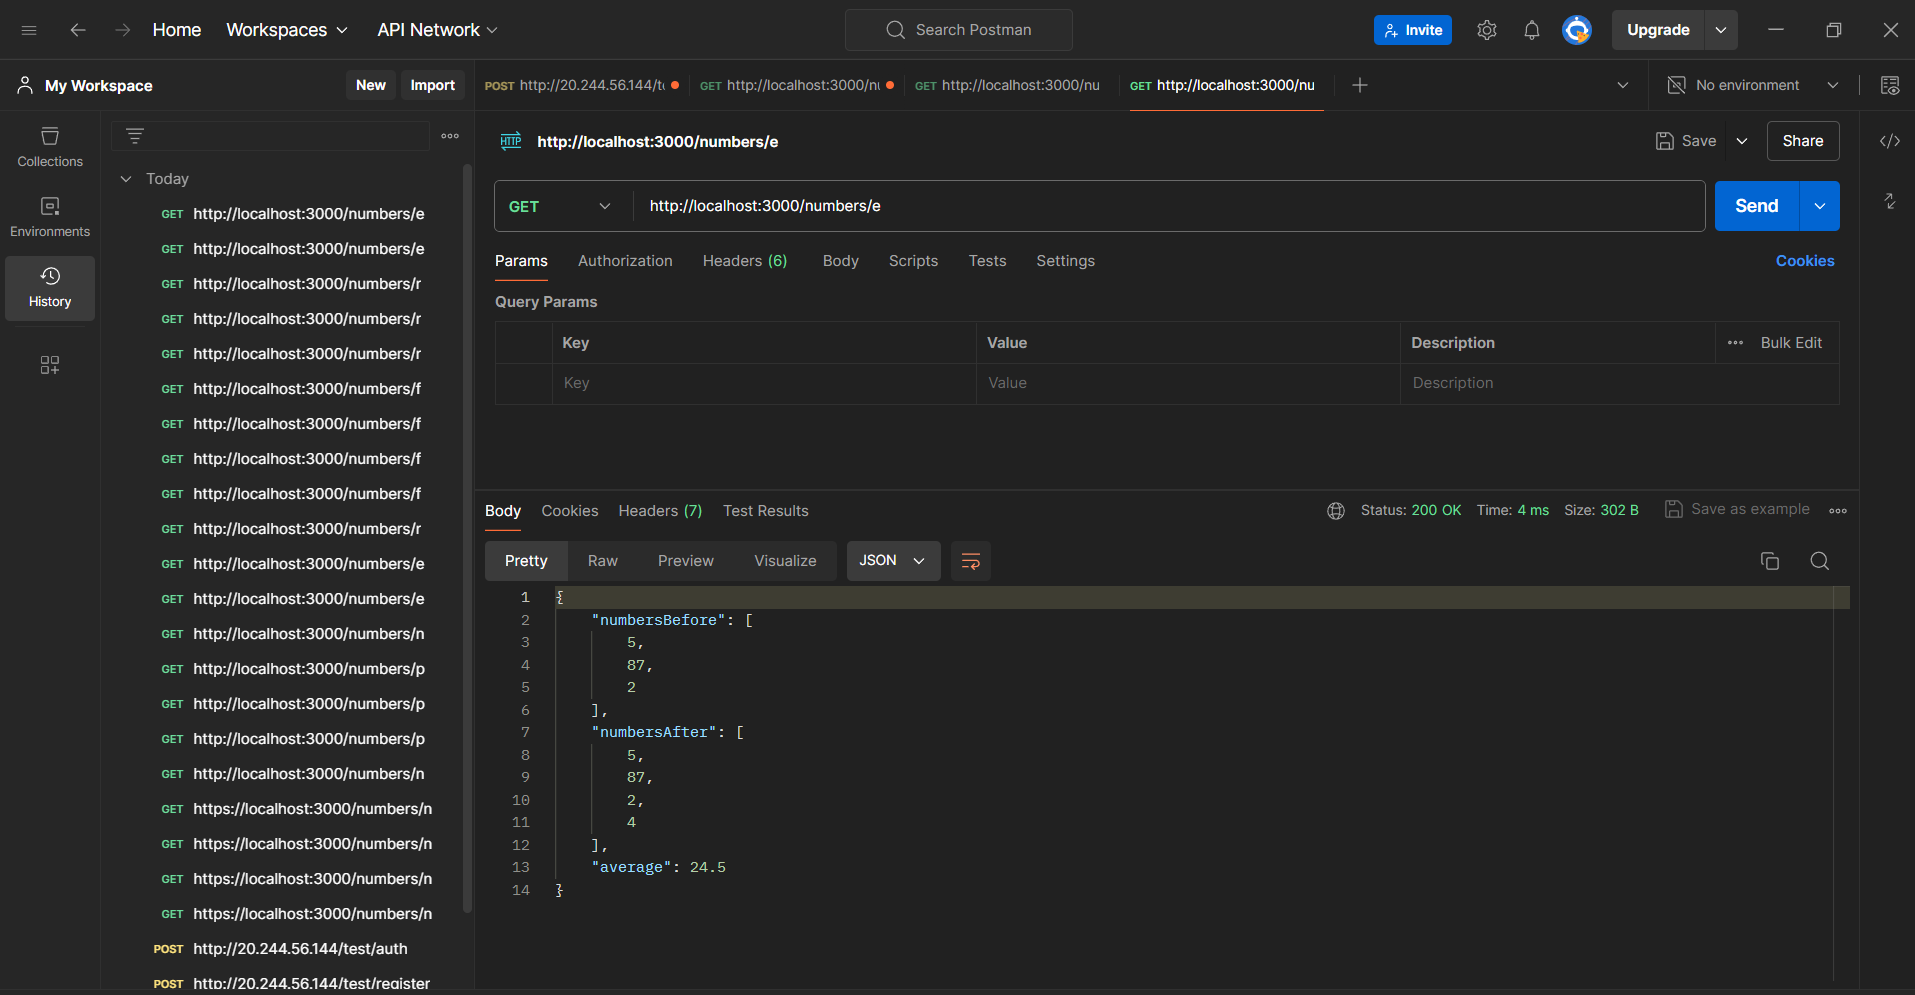 Home
Workspaces
API Network
Search Postman
Invite
Upgrade
My Workspace
New
Import
POST http://20.244.56.144/t
GET http://localhost:3000/nu
GET http://localhost:3000/nu
GET http://localhost:3000/nu
No environment
Collections
Environments
History
Today
GET http://localhost:3000/numbers/e
GET http://localhost:3000/numbers/e
GET http://localhost:3000/numbers/r
GET http://localhost:3000/numbers/r
GET http://localhost:3000/numbers/r
GET http://localhost:3000/numbers/f
GET http://localhost:3000/numbers/f
GET http://localhost:3000/numbers/f
GET http://localhost:3000/numbers/f
GET http://localhost:3000/numbers/r
GET http://localhost:3000/numbers/e
GET http://localhost:3000/numbers/e
GET http://localhost:3000/numbers/n
GET http://localhost:3000/numbers/p
GET http://localhost:3000/numbers/p
GET http://localhost:3000/numbers/p
GET http://localhost:3000/numbers/n
GET https://localhost:3000/numbers/n
GET https://localhost:3000/numbers/n
GET https://localhost:3000/numbers/n
GET https://localhost:3000/numbers/n
POST http://20.244.56.144/test/auth
POST http://20.244.56.144/test/register
HTTP http://localhost:3000/numbers/e
Save
Share
GET http://localhost:3000/numbers/e
Send
Params Authorization Headers (6) Body Scripts Tests Settings
Cookies
Query Params
Key Value Description Bulk Edit
Key Value Description
Body Cookies Headers (7) Test Results
Status: 200 OK Time: 4 ms Size: 302 B Save as example
Pretty Raw Preview Visualize JSON
1 {
2 "numbersBefore": [
3 5,
4 87,
5 2
6 ],
7 "numbersAfter": [
8 5,
9 87,
10 2,
11 4
12 ],
13 "average": 24.5
14 }